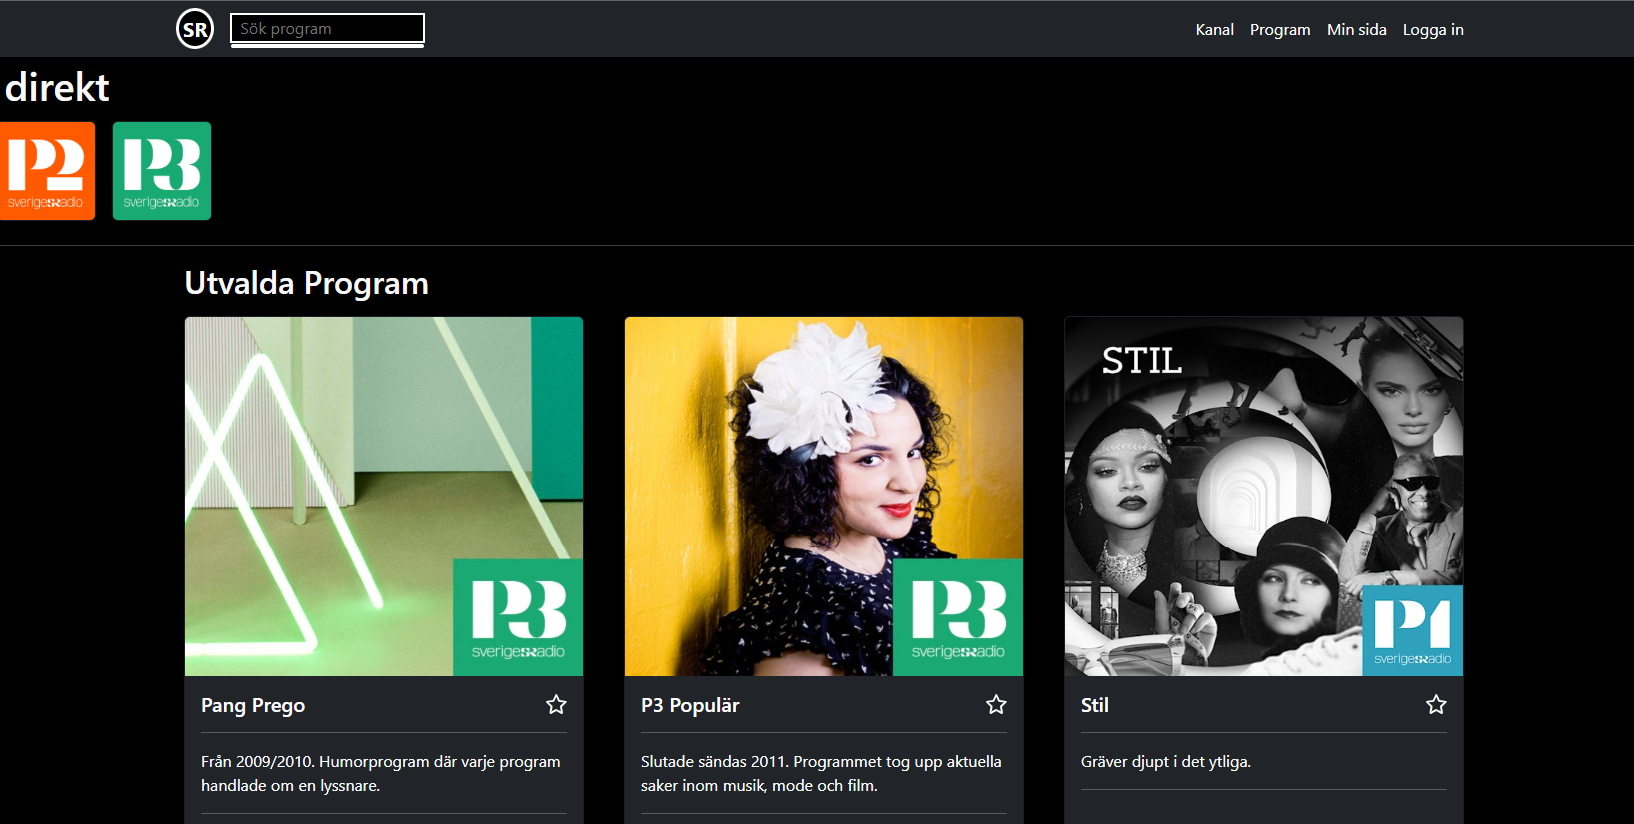 SR
Sök program
Kanal Program Min sida Logga in
direkt
P2
sverigesradio
P3
sverigesradio
Utvalda Program
P3
sverigesradio
P3
sverigesradio
STIL
P1
sverigesradio
Pang Prego
Från 2009/2010. Humorprogram där varje program
handlade om en lyssnare.
P3 Populär
Slutade sändas 2011. Programmet tog upp aktuella
saker inom musik, mode och film.
Stil
Gräver djupt i det ytliga.